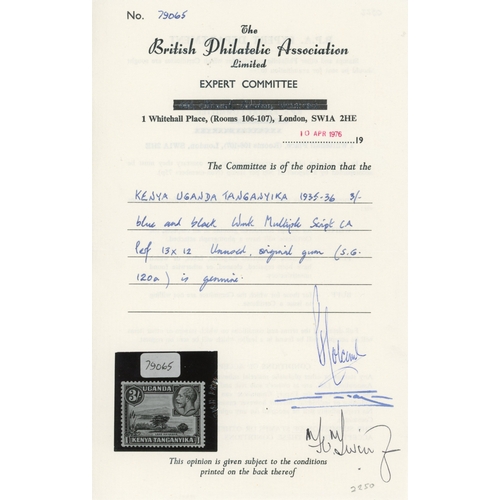 No. 79065
The
British Philatelic Association
Limited
EXPERT COMMITTEE
1 Whitehall Place, (Rooms 106-107), London, SW1A 2HE
10 APR 1976
19
The Committee is of the opinion that the
KENYA UGANDA TANGANYIKA 1935-36 3/-
blue and black Wmk Multiple Script CA
Perf 13x12 Unused, original gum (S.G.
120a) is genuine.
79065
UGANDA
3/-
KENYA TANGANYIKA
This opinion is given subject to the conditions
printed on the back thereof
2250